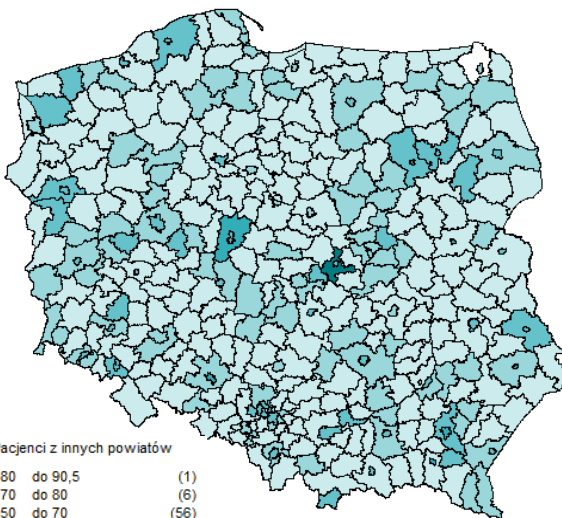 acjenci z innych powiatów
80 do 90,5 (1)
70 do 80 (6)
50 do 70 (56)